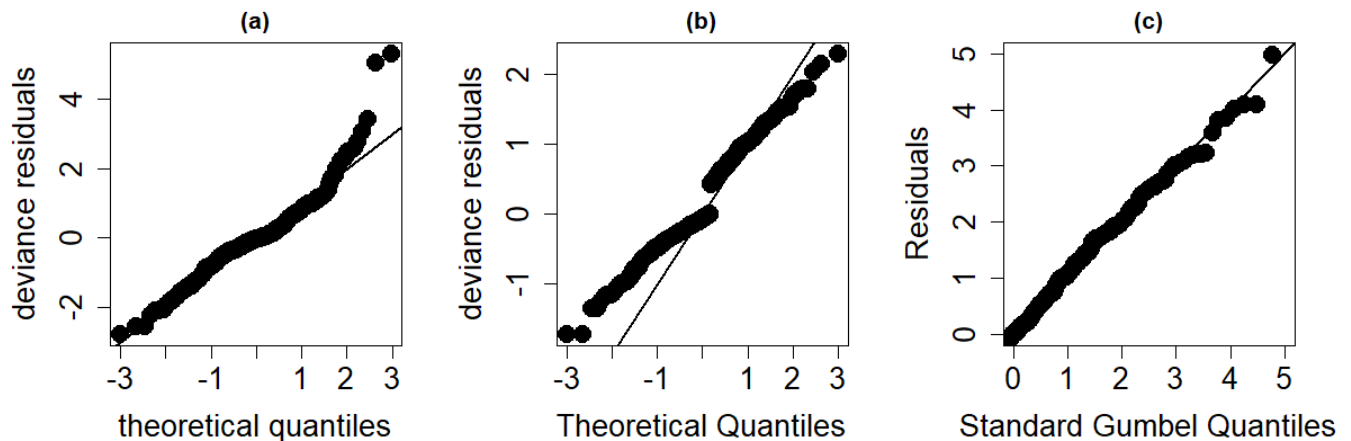 (a)
deviance residuals
4
2
0
-2
-3 -1 1 2 3
theoretical quantiles
(b)
deviance residuals
2
1
0
-1
-3 -1 0 1 2 3
Theoretical Quantiles
(c)
Residuals
5
4
3
2
1
0
0 1 2 3 4 5
Standard Gumbel Quantiles